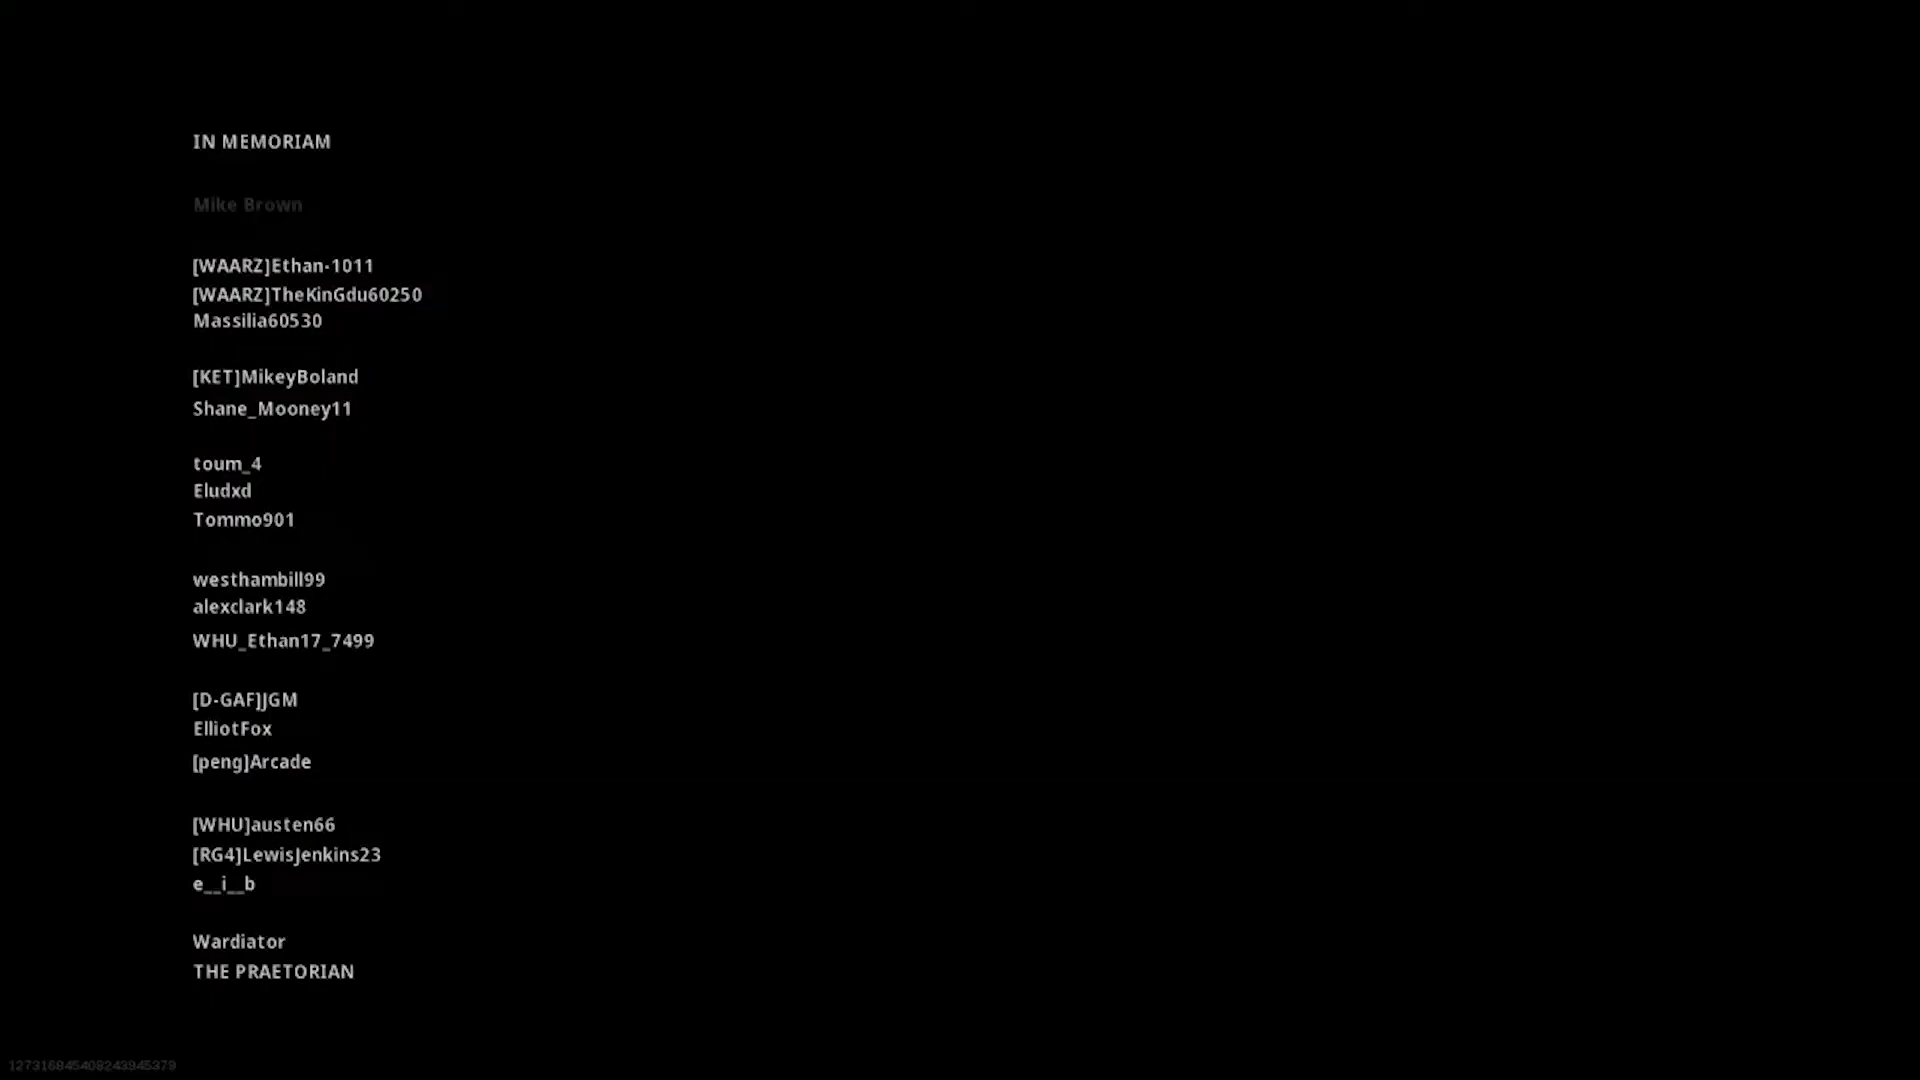 IN MEMORIAM
Mike Brown
[WAARZ]Ethan-1011
[WAARZ]TheKinGdu60250
Massilia60530
[KET]MikeyBoland
Shane_Mooney11
toum_4
Eludxd
Tommo901
westhambill99
alexclark148
WHU_Ethan17_7499
[D-GAF]JGM
ElliotFox
[peng]Arcade
[WHU]austen66
[RG4]LewisJenkins23
e__i__b
Wardiator
THE PRAETORIAN
127316845408243945379